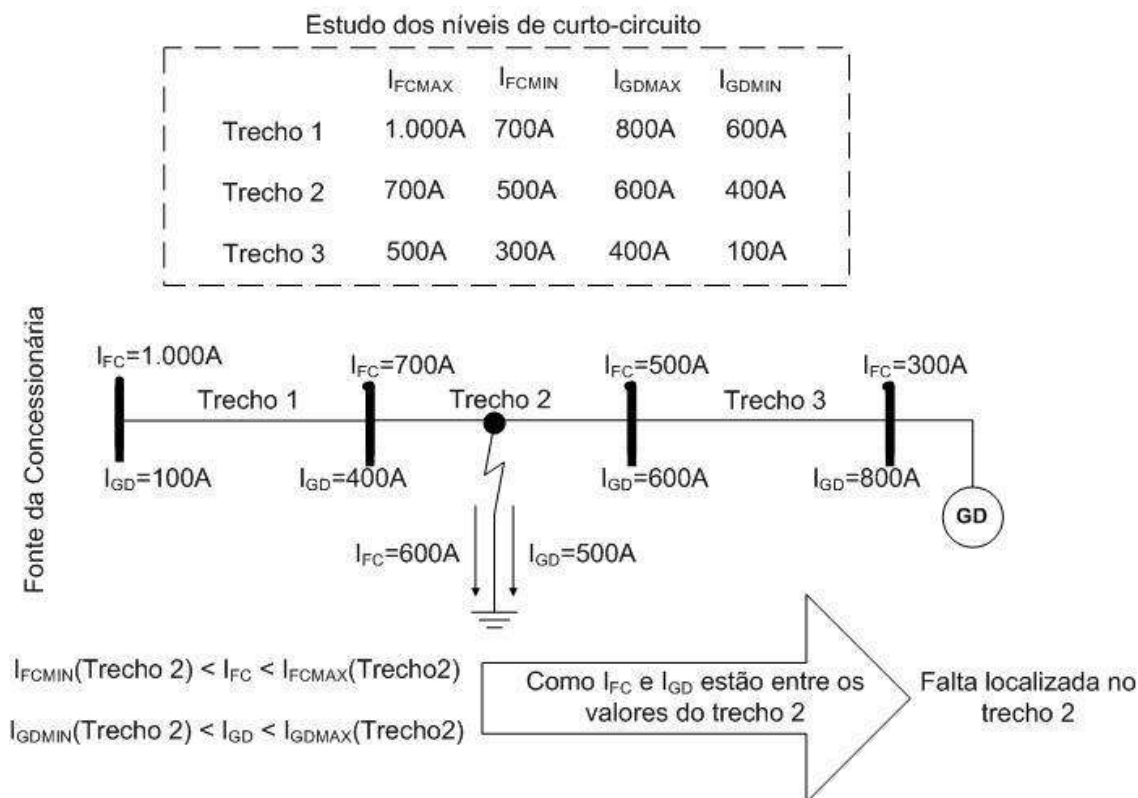 Estudo dos níveis de curto-circuito
I_FCMAX I_FCMIN I_GDMAX I_GDMIN
Trecho 1 1.000A 700A 800A 600A
Trecho 2 700A 500A 600A 400A
Trecho 3 500A 300A 400A 100A
Fonte da Concessionária
I_FC=1.000A I_FC=700A I_FC=500A I_FC=300A
Trecho 1 Trecho 2 Trecho 3
I_GD=100A I_GD=400A I_GD=600A I_GD=800A
GD
I_FC=600A I_GD=500A
I_FCMIN(Trecho 2) < I_FC < I_FCMAX(Trecho2)
I_GDMIN(Trecho 2) < I_GD < I_GDMAX(Trecho2)
Como I_FC e I_GD estão entre os
valores do trecho 2
Falta localizada no
trecho 2